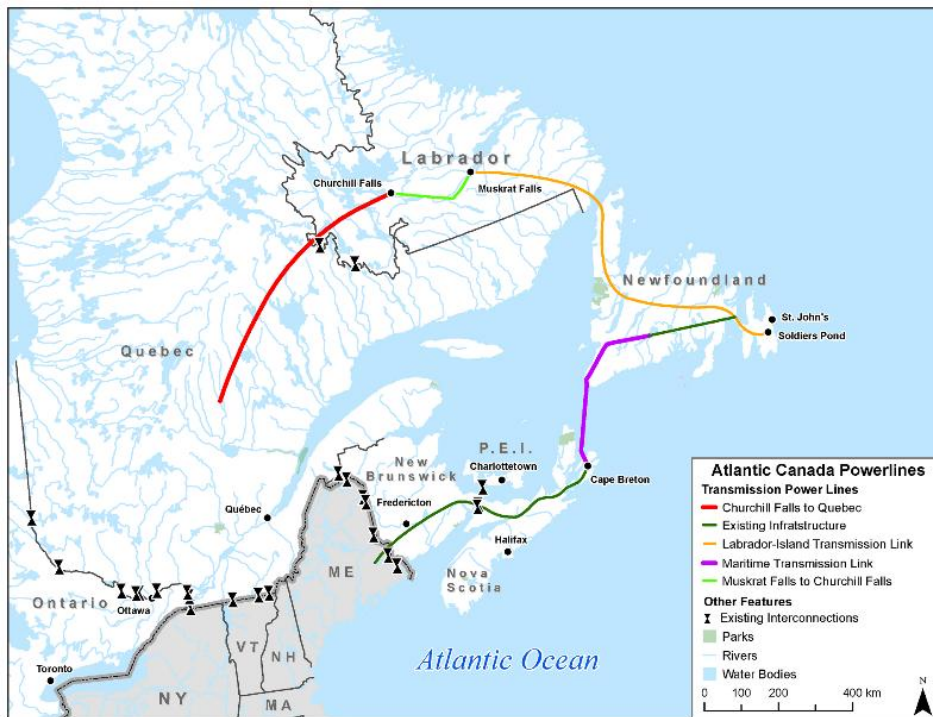 Labrador
Churchill Falls
Muskrat Falls
Newfoundland
St. John's
Soldiers Pond
Quebec
P.E.I.
New
Brunswick
Charlottetown
Cape Breton
Fredericton
Québec
Halifax
ME
Nova
Scotia
Ontario
Ottawa
VT
NH
Toronto
NY
MA
Atlantic Ocean
Atlantic Canada Powerlines
Transmission Power Lines
Churchill Falls to Quebec
Existing Infratstructure
Labrador-Island Transmission Link
Maritime Transmission Link
Muskrat Falls to Churchill Falls
Other Features
Existing Interconnections
Parks
Rivers
Water Bodies
0 100 200 400 km
N